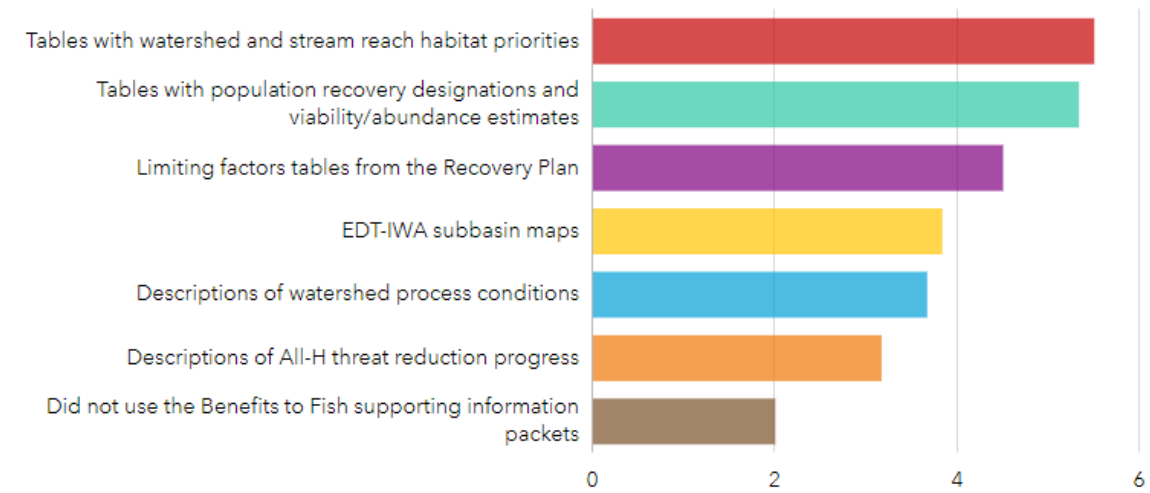 Tables with watershed and stream reach habitat priorities
Tables with population recovery designations and
viability/abundance estimates
Limiting factors tables from the Recovery Plan
EDT-IWA subbasin maps
Descriptions of watershed process conditions
Descriptions of All-H threat reduction progress
Did not use the Benefits to Fish supporting information
packets
0 2 4 6